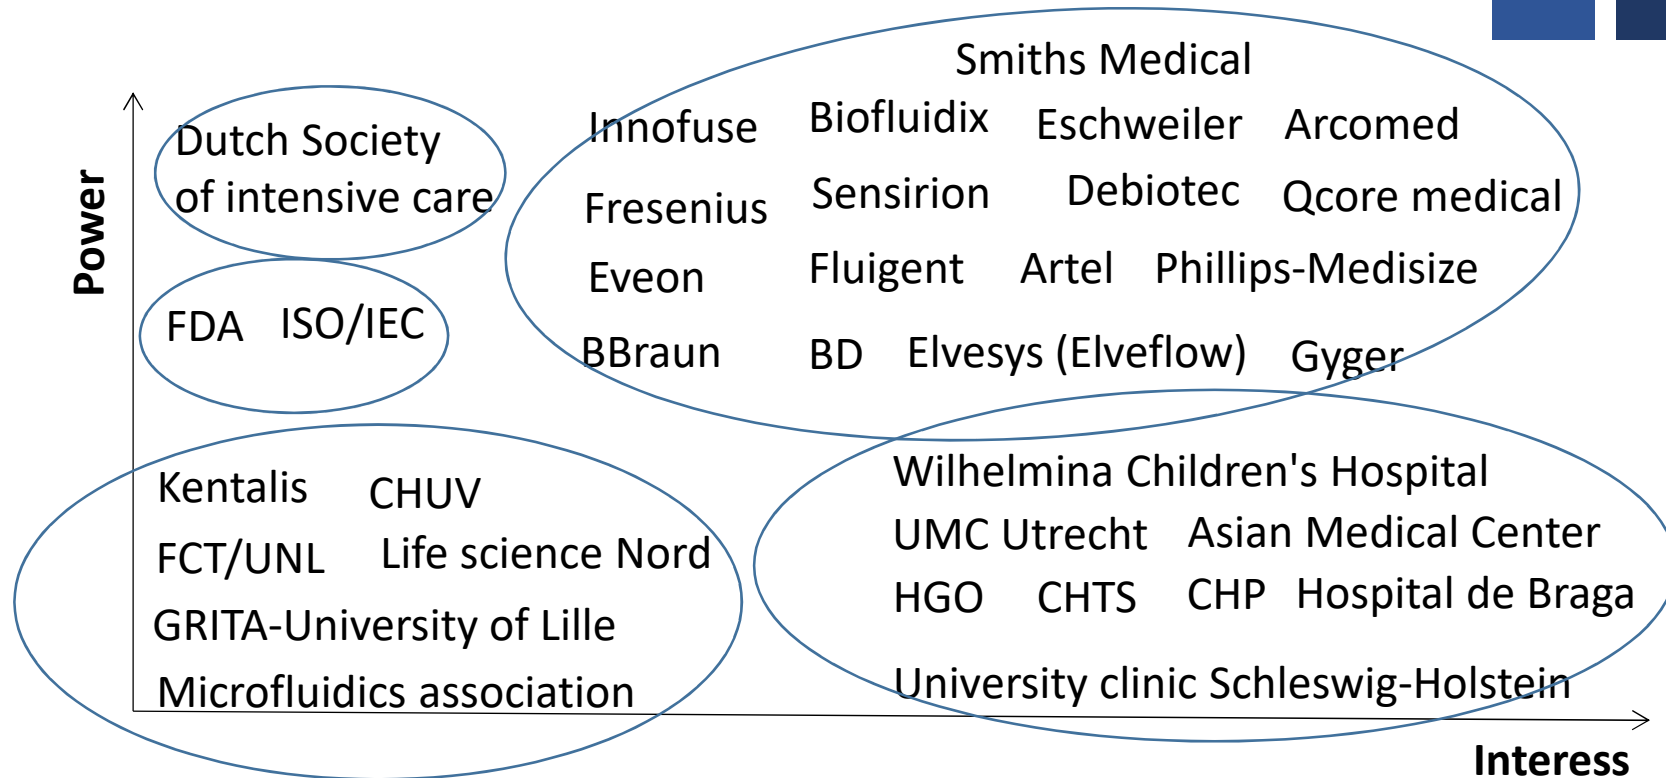 Power
Dutch Society
of intensive care
FDA ISO/IEC
Smiths Medical
Innofuse Biofluidix Eschweiler Arcomed
Fresenius Sensirion Debiotec Qcore medical
Eveon Fluigent Artel Phillips-Medisize
BBraun BD Elvesys (Elveflow) Gyger
Kentalis CHUV
FCT/UNL Life science Nord
GRITA-University of Lille
Microfluidics association
Wilhelmina Children's Hospital
UMC Utrecht Asian Medical Center
HGO CHTS CHP Hospital de Braga
University clinic Schleswig-Holstein
Interess